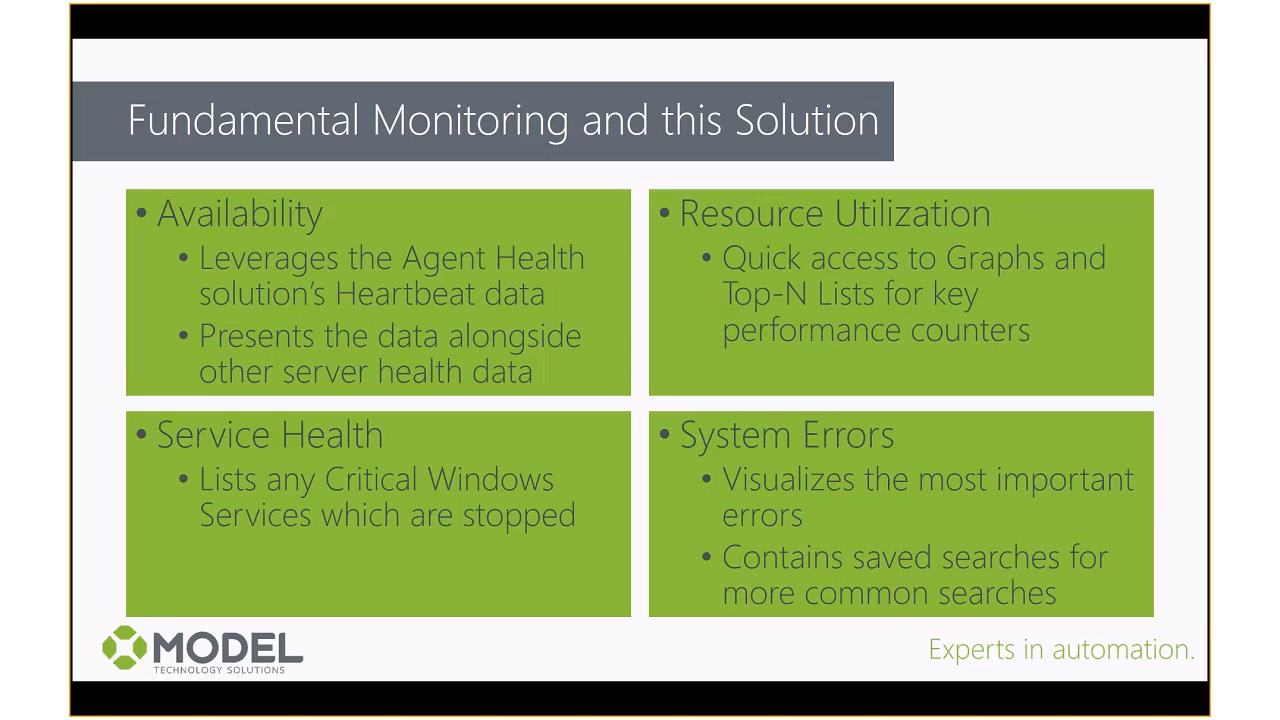 Fundamental Monitoring and this Solution
• Availability
• Leverages the Agent Health
solution's Heartbeat data
• Presents the data alongside
other server health data
• Resource Utilization
• Quick access to Graphs and
Top-N Lists for key
performance counters
• Service Health
• Lists any Critical Windows
Services which are stopped
• System Errors
• Visualizes the most important
errors
• Contains saved searches for
more common searches
MODEL
TECHNOLOGY SOLUTIONS
Experts in automation.